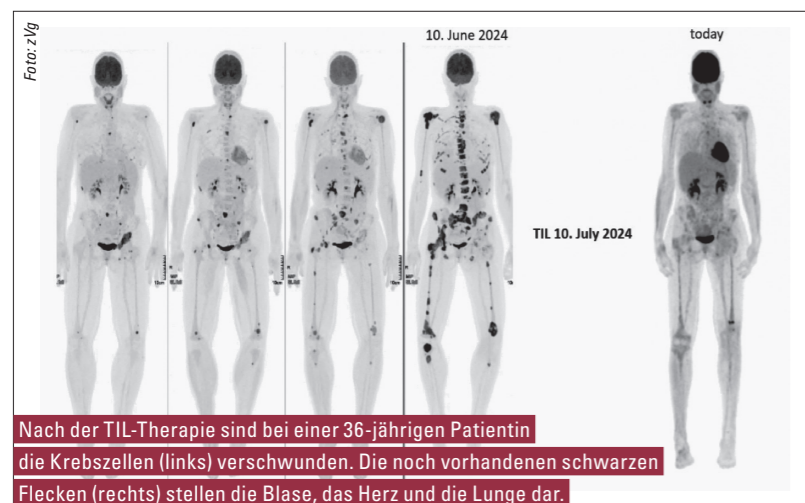 Foto: zVg
10. June 2024
today
TIL 10. July 2024
Nach der TIL-Therapie sind bei einer 36-jährigen Patientin
die Krebszellen (links) verschwunden. Die noch vorhandenen schwarzen
Flecken (rechts) stellen die Blase, das Herz und die Lunge dar.